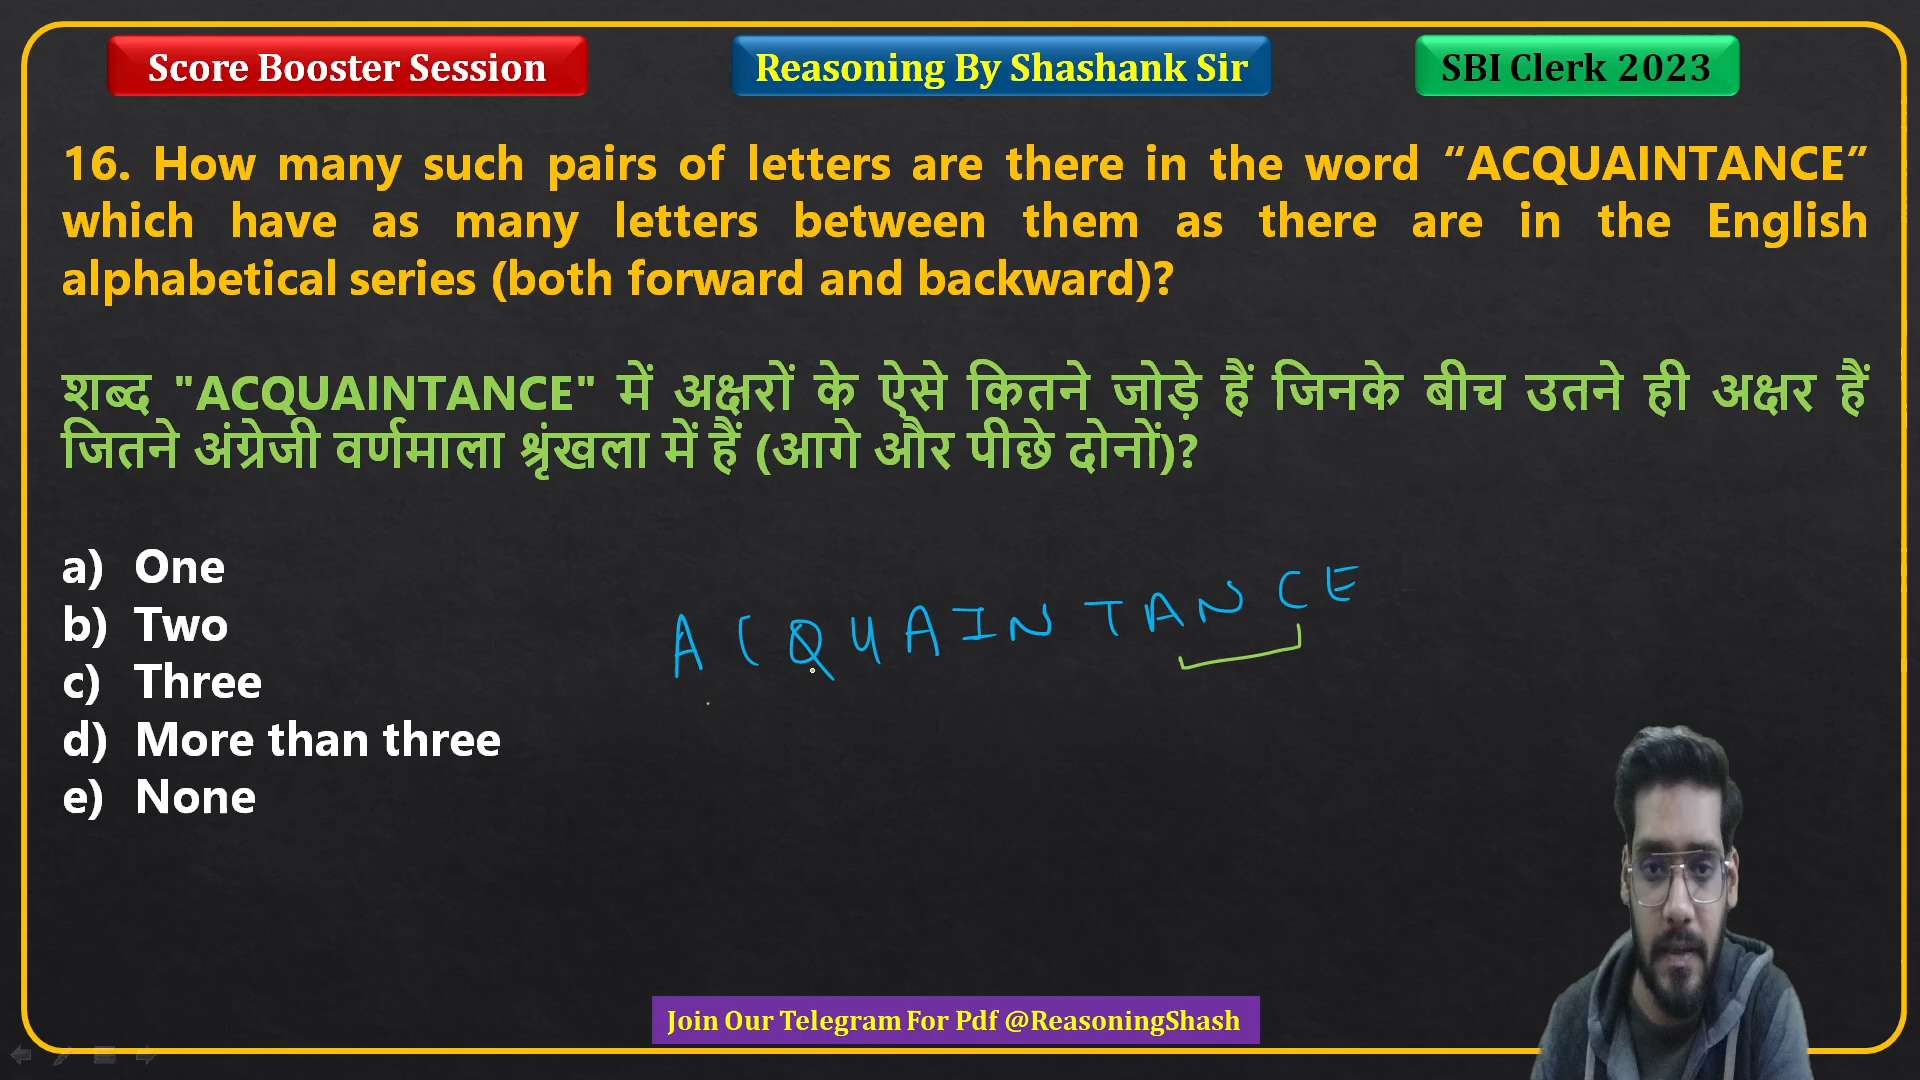 Score Booster Session
Reasoning By Shashank Sir
SBI Clerk 2023
16. How many such pairs of letters are there in the word “ACQUAINTANCE”
which have as many letters between them as there are in the English
alphabetical series (both forward and backward)?
शब्द "ACQUAINTANCE" में अक्षरों के ऐसे कितने जोड़े हैं जिनके बीच उतने ही अक्षर हैं
जितने अंग्रेजी वर्णमाला श्रृंखला में हैं (आगे और पीछे दोनों)?
a) One
b) Two
c) Three
d) More than three
e) None
ACQUAINTANCE
Join Our Telegram For Pdf @ReasoningShash